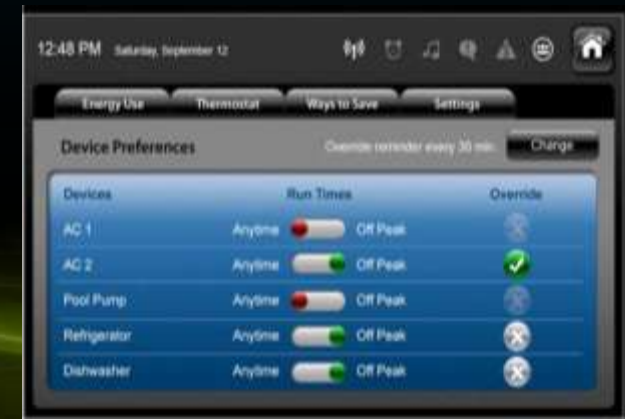 12:48 PM Saturday, September 12
Energy Use Thermostat Ways to Save Settings
Device Preferences Override reminder every 30 min. Change
Devices Run Times Override
AC 1 Anytime Off Peak
AC 2 Anytime Off Peak
Pool Pump Anytime Off Peak
Refrigerator Anytime Off Peak
Dishwasher Anytime Off Peak